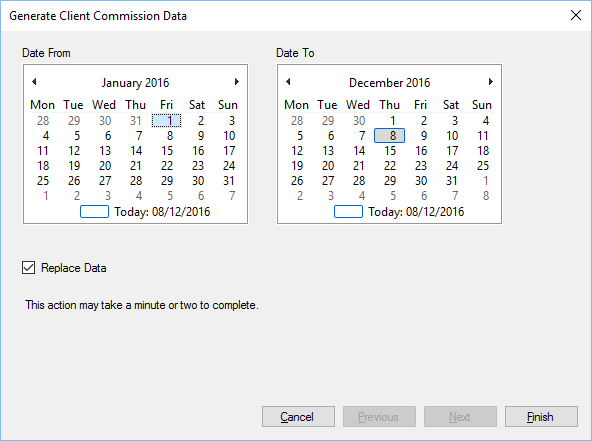 Generate Client Commission Data
Date From
January 2016
Mon Tue Wed Thu Fri Sat Sun
28 29 30 31 1 2 3
4 5 6 7 8 9 10
11 12 13 14 15 16 17
18 19 20 21 22 23 24
25 26 27 28 29 30 31
1 2 3 4 5 6 7
Today: 08/12/2016
Date To
December 2016
Mon Tue Wed Thu Fri Sat Sun
28 29 30 1 2 3 4
5 6 7 8 9 10 11
12 13 14 15 16 17 18
19 20 21 22 23 24 25
26 27 28 29 30 31 1
2 3 4 5 6 7 8
Today: 08/12/2016
Replace Data
This action may take a minute or two to complete.
Cancel Previous Next Finish